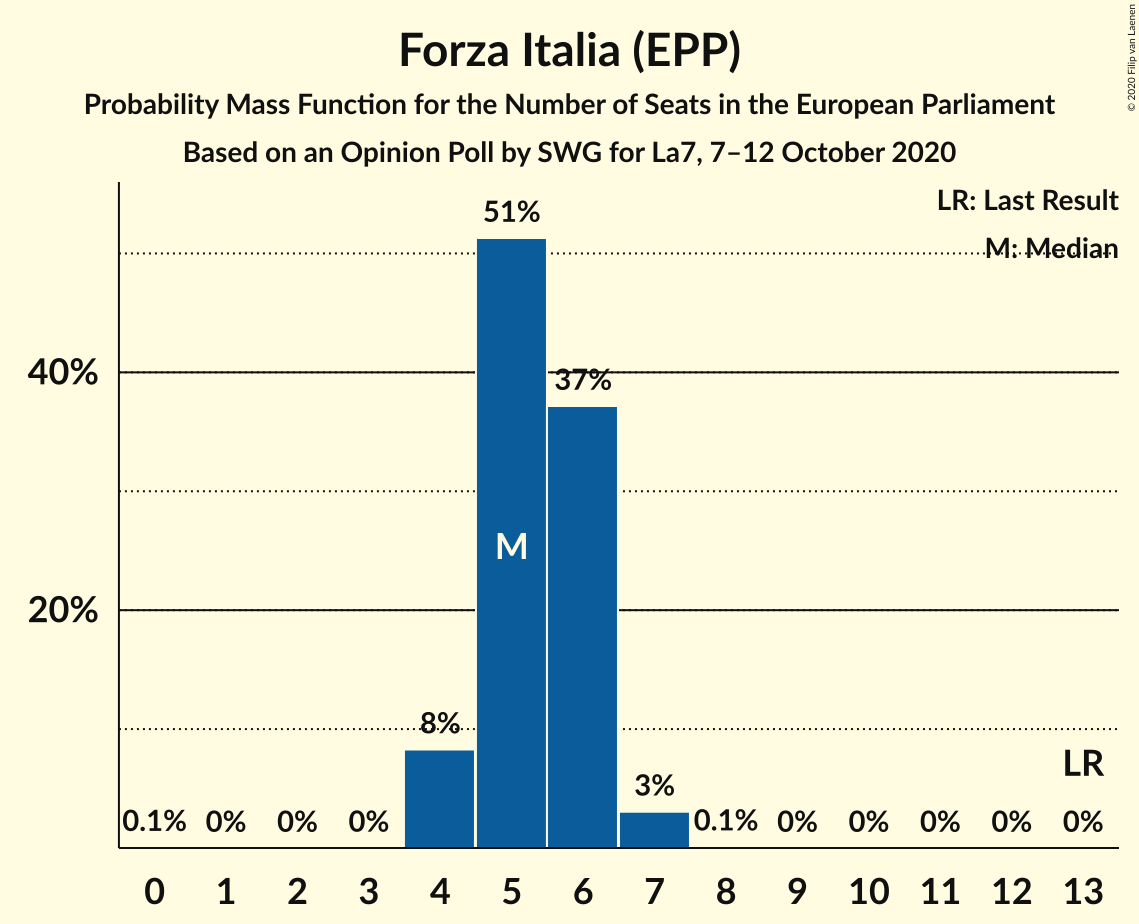 Forza Italia (EPP)
Probability Mass Function for the Number of Seats in the European Parliament
Based on an Opinion Poll by SWG for La7, 7–12 October 2020
© 2020 Filip van Laenen
LR: Last Result
M: Median
51%
40%
37%
M
20%
8%
LR
3%
0.1% 0% 0% 0% 0.1% 0% 0% 0% 0% 0%
0 1 2 3 4 5 6 7 8 9 10 11 12 13